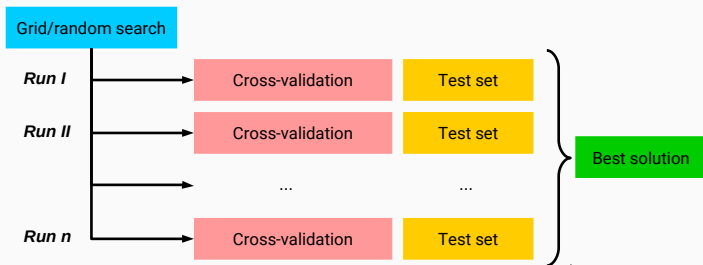 Grid/random search
Run I
Cross-validation
Test set
Run II
Cross-validation
Test set
Best solution
...
...
Run n
Cross-validation
Test set